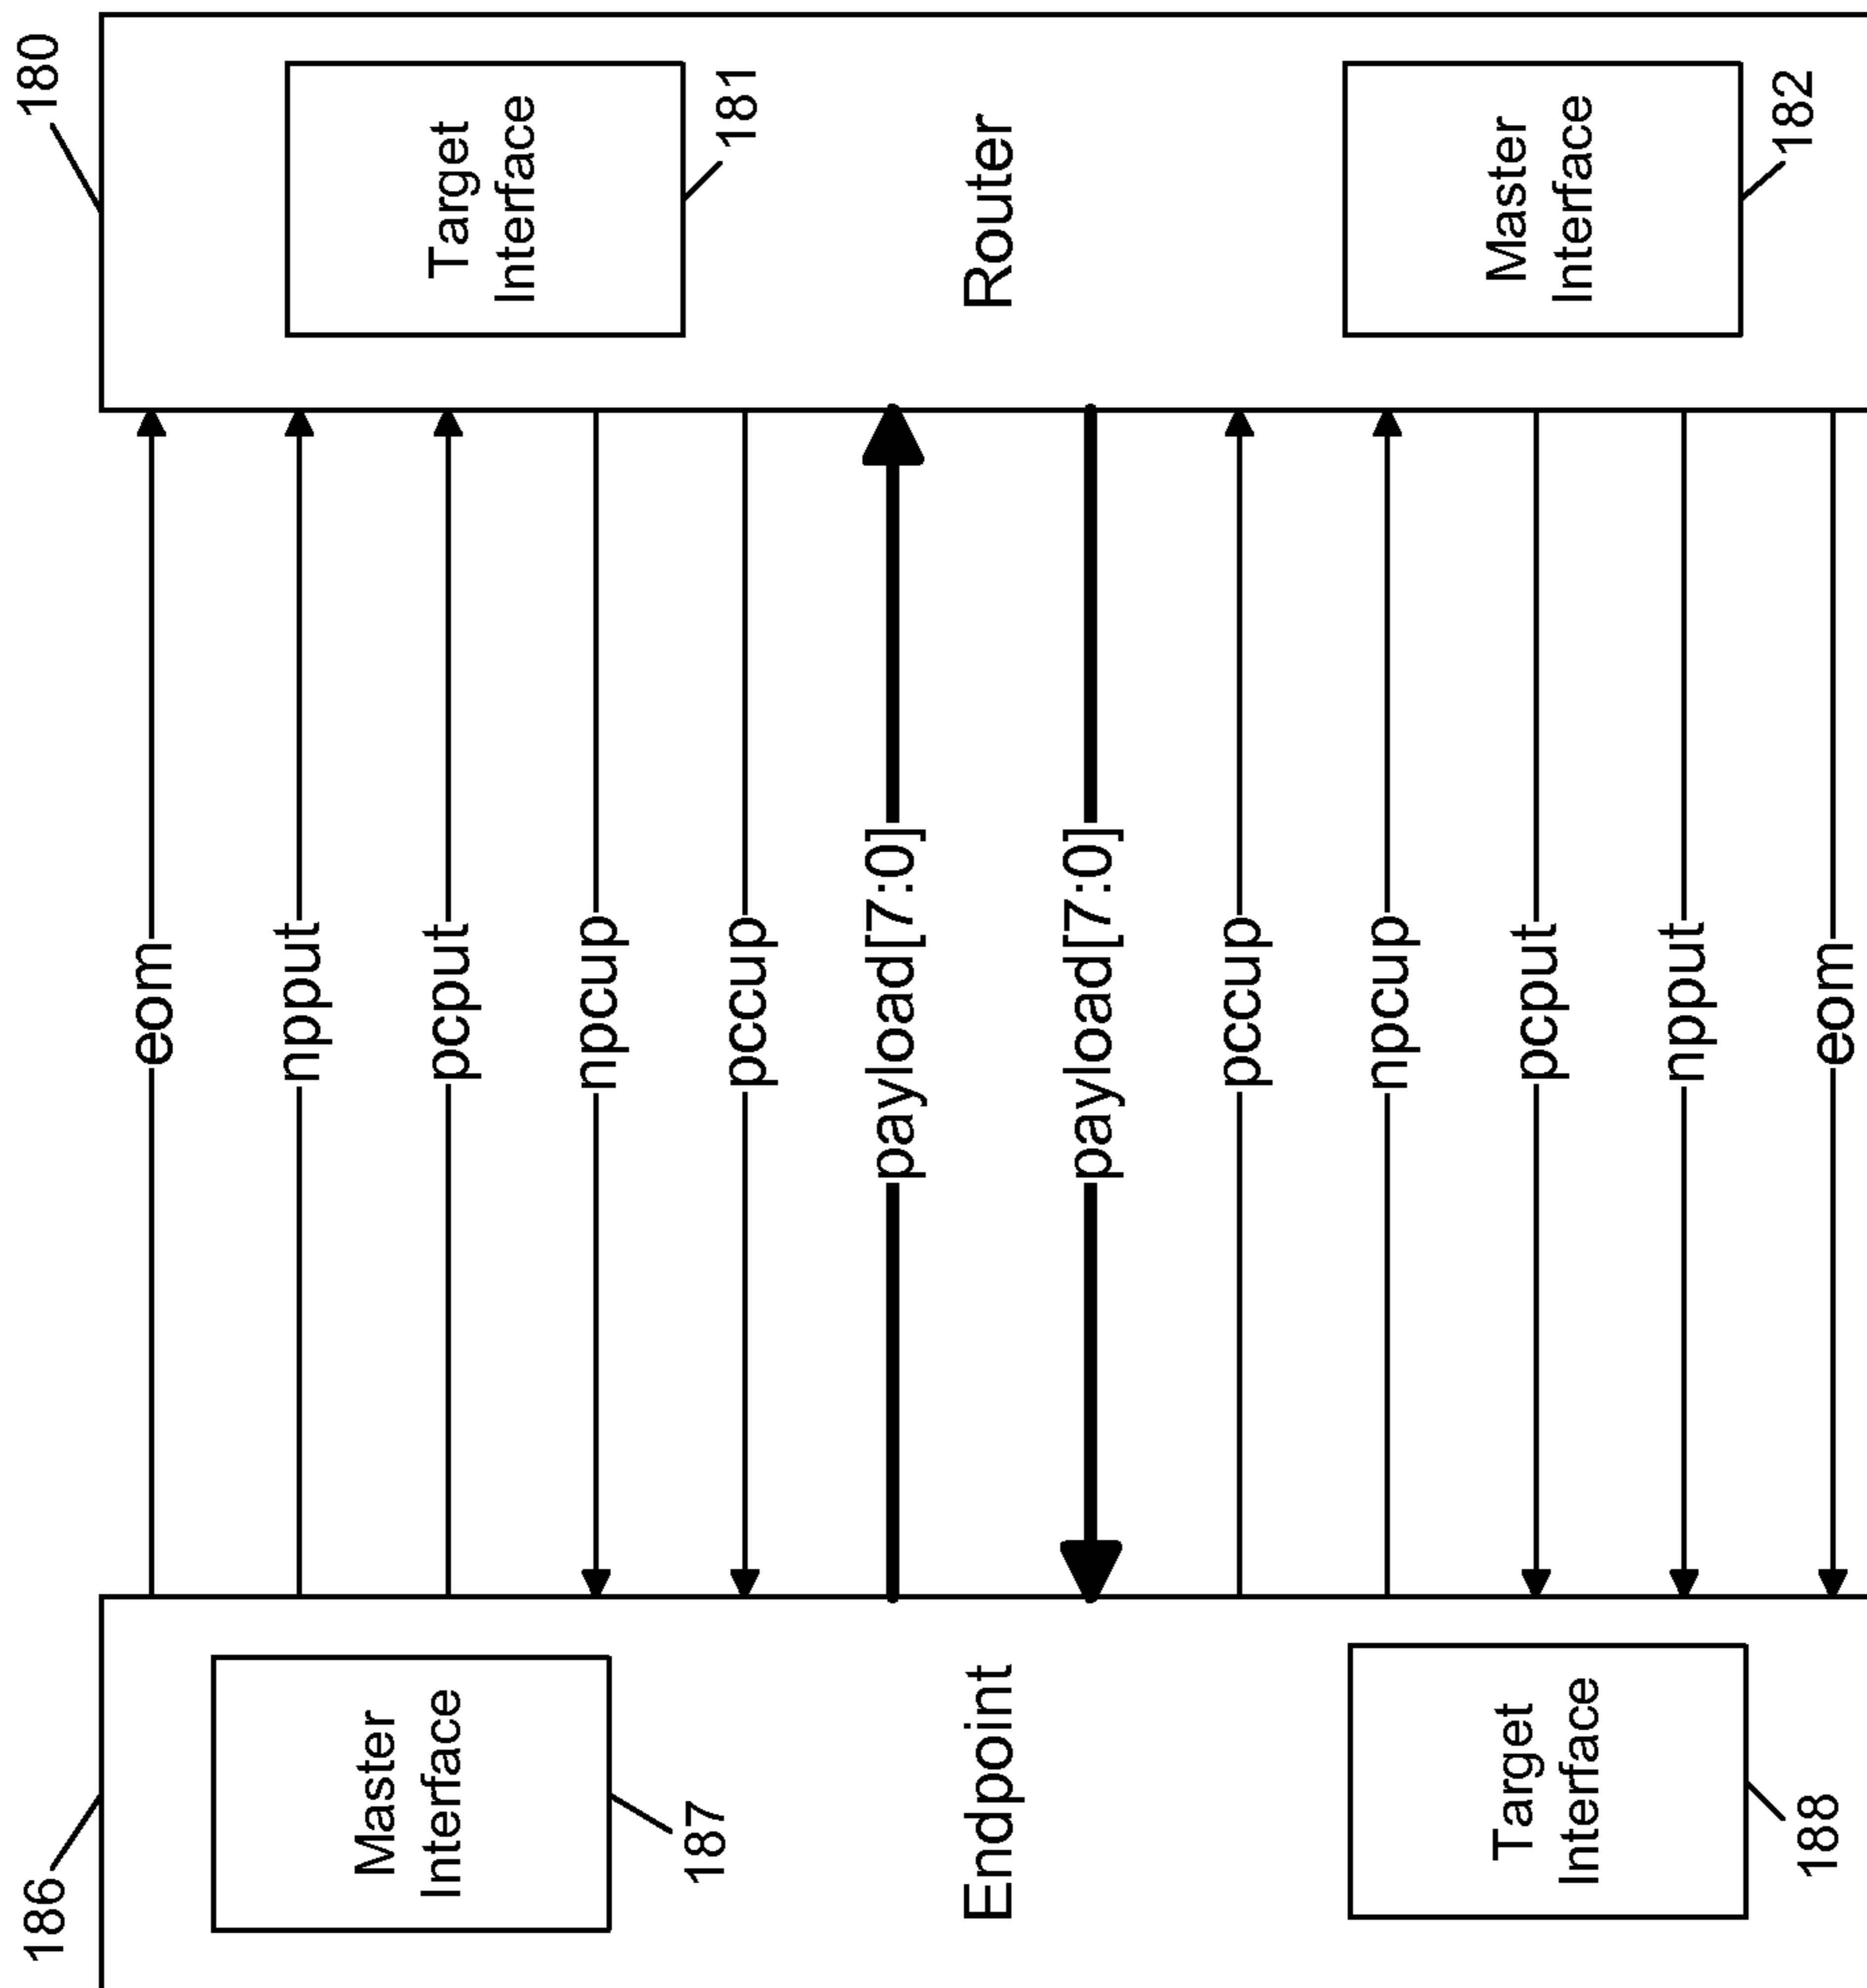 186
180
eom
npput
Master
Interface
pcput
Target
Interface
npcup
187
pccup
181
payload[7:0]
Endpoint
Router
payload[7:0]
pccup
npcup
Target
Interface
pcput
Master
Interface
npput
188
eom
182